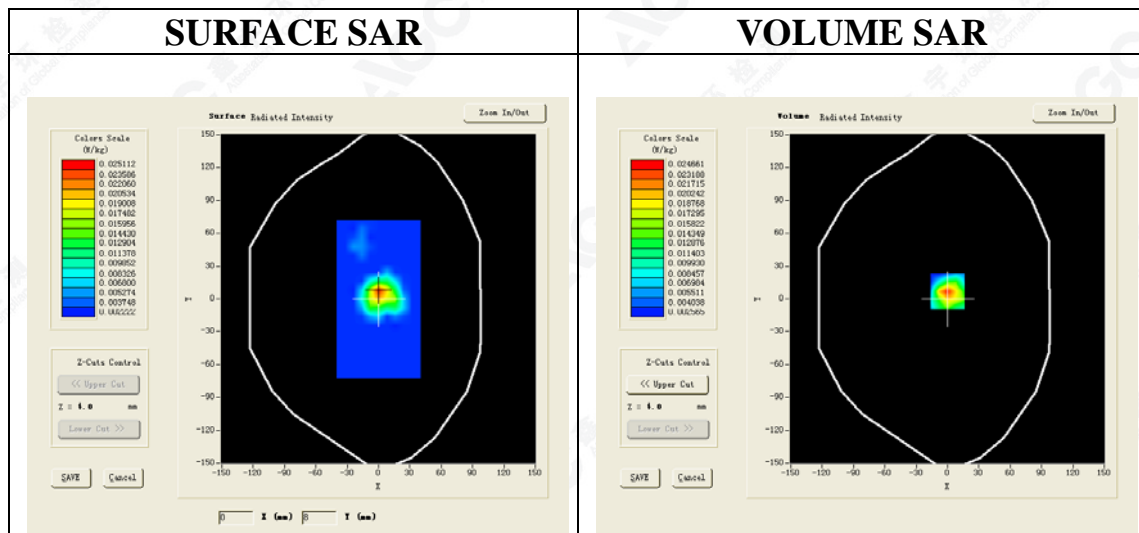 SURFACE SAR
Surface Radiated Intensity
Zoom In/Out
Colors Scale
(W/kg)
0.025112
0.023586
0.022060
0.020534
0.019008
0.017482
0.015956
0.014430
0.012904
0.011378
0.009852
0.008326
0.006800
0.005274
0.003748
0.002222
Z-Cuts Control
<< Upper Cut
Z = 4.0 mm
Lower Cut >>
SAVE Cancel
150
120
90
60
30
0
-30
-60
-90
-120
-150
Y
-150 -120 -90 -60 -30 0 30 60 90 120 150
X
0 X (mm) 8 Y (mm)
VOLUME SAR
Volume Radiated Intensity
Zoom In/Out
Colors Scale
(W/kg)
0.024661
0.023188
0.021715
0.020242
0.018768
0.017295
0.015822
0.014349
0.012876
0.011403
0.009930
0.008457
0.006984
0.005511
0.004038
0.002565
Z-Cuts Control
<< Upper Cut
Z = 4.0 mm
Lower Cut >>
SAVE Cancel
150
120
90
60
30
0
-30
-60
-90
-120
-150
Y
-150 -120 -90 -60 -30 0 30 60 90 120 150
X